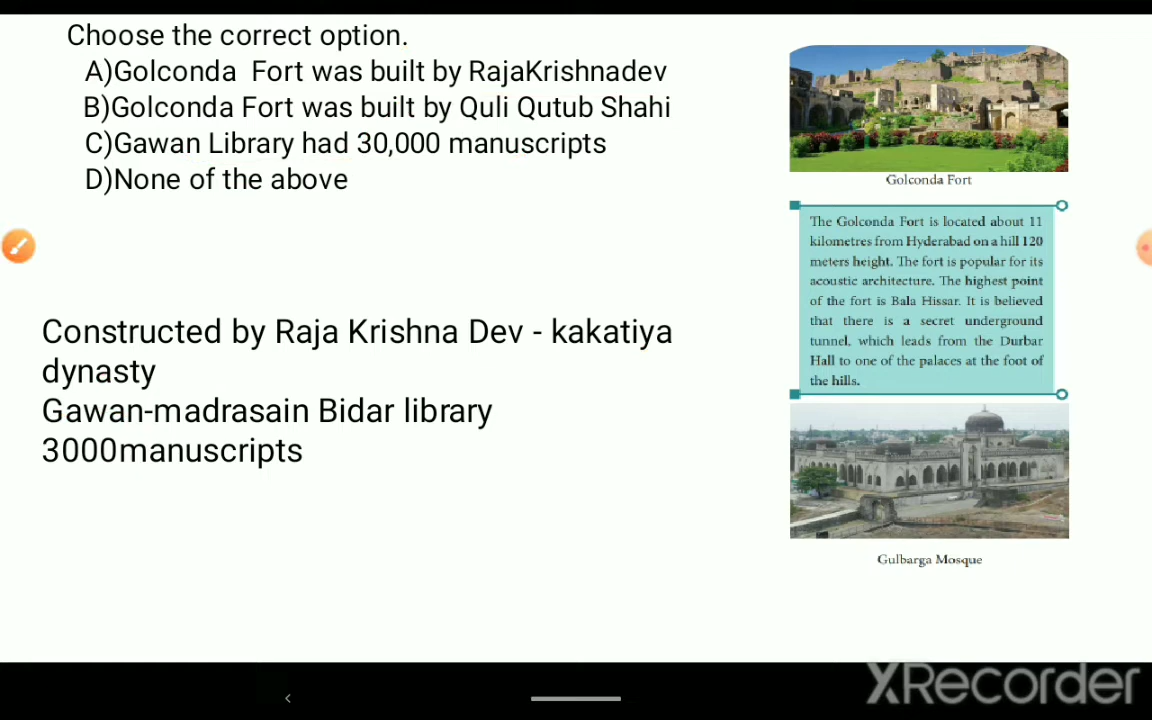 Choose the correct option.
A)Golconda Fort was built by RajaKrishnadev
B)Golconda Fort was built by Quli Qutub Shahi
C)Gawan Library had 30,000 manuscripts
D)None of the above
Constructed by Raja Krishna Dev - kakatiya
dynasty
Gawan-madrasain Bidar library
3000manuscripts
Golconda Fort
The Golconda Fort is located about 11
kilometres from Hyderabad on a hill 120
meters height. The fort is popular for its
acoustic architecture. The highest point
of the fort is Bala Hissar. It is believed
that there is a secret underground
tunnel, which leads from the Durbar
Hall to one of the palaces at the foot of
the hills.
Gulbarga Mosque
XRecorder